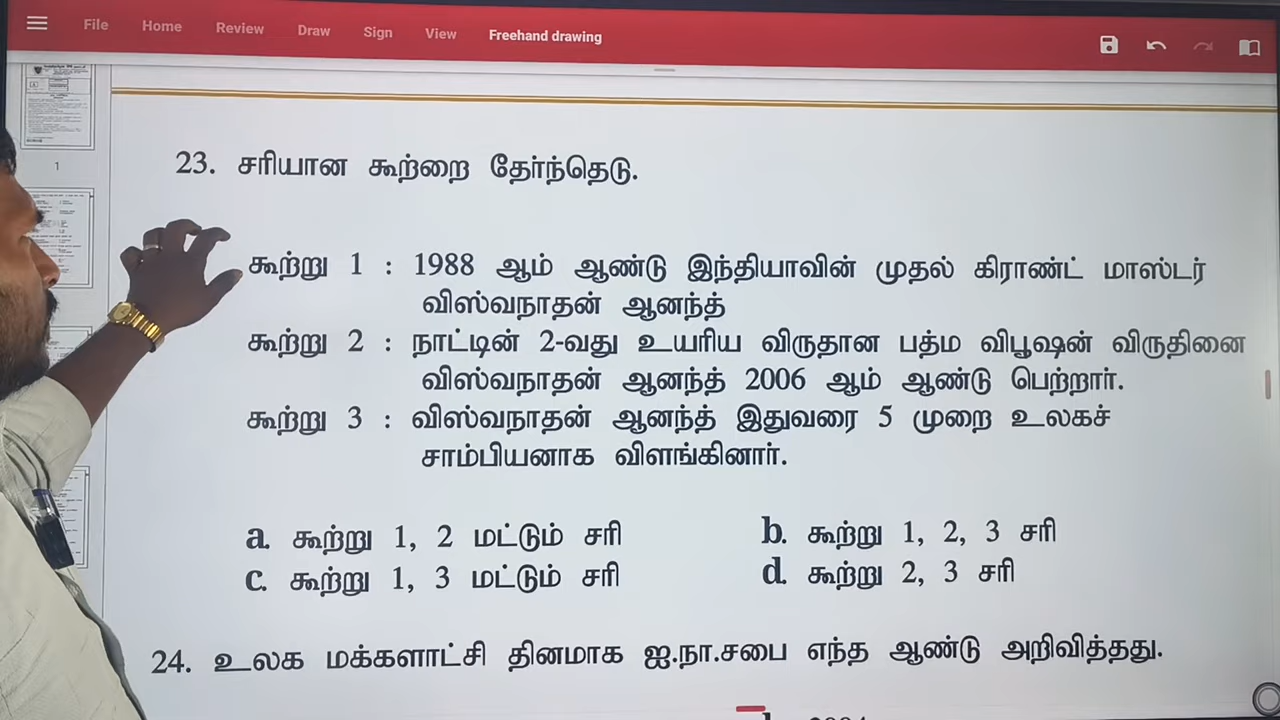 File Home Review Draw Sign View Freehand drawing
1
23. சரியான கூற்றை தேர்ந்தெடு.
கூற்று 1 : 1988 ஆம் ஆண்டு இந்தியாவின் முதல் கிராண்ட் மாஸ்டர்
விஸ்வநாதன் ஆனந்த்
கூற்று 2 : நாட்டின் 2-வது உயரிய விருதான பத்ம விபூஷன் விருதினை
விஸ்வநாதன் ஆனந்த் 2006 ஆம் ஆண்டு பெற்றார்.
கூற்று 3 : விஸ்வநாதன் ஆனந்த் இதுவரை 5 முறை உலகச்
சாம்பியனாக விளங்கினார்.
a. கூற்று 1, 2 மட்டும் சரி b. கூற்று 1, 2, 3 சரி
c. கூற்று 1, 3 மட்டும் சரி d. கூற்று 2, 3 சரி
24. உலக மக்களாட்சி தினமாக ஐ.நா.சபை எந்த ஆண்டு அறிவித்தது.